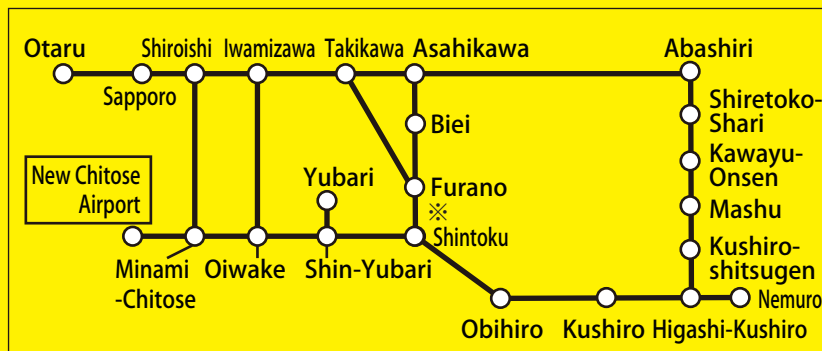 Otaru
Shiroishi
Iwamizawa
Takikawa
Asahikawa
Abashiri
Sapporo
Biei
Shiretoko-
Shari
Kawayu-
Onsen
New Chitose
Airport
Yubari
Furano
※
Mashu
Shintoku
Kushiro-
shitsugen
Minami
-Chitose
Oiwake
Shin-Yubari
Nemuro
Obihiro
Kushiro
Higashi-Kushiro